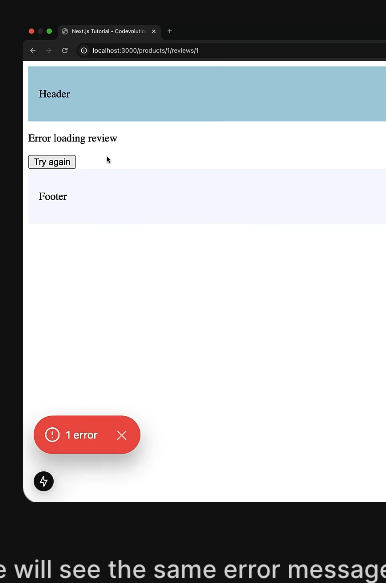 Next.js Tutorial - Codevolutio
localhost:3000/products/1/reviews/1
Header
Error loading review
Try again
Footer
1 error
e will see the same error message